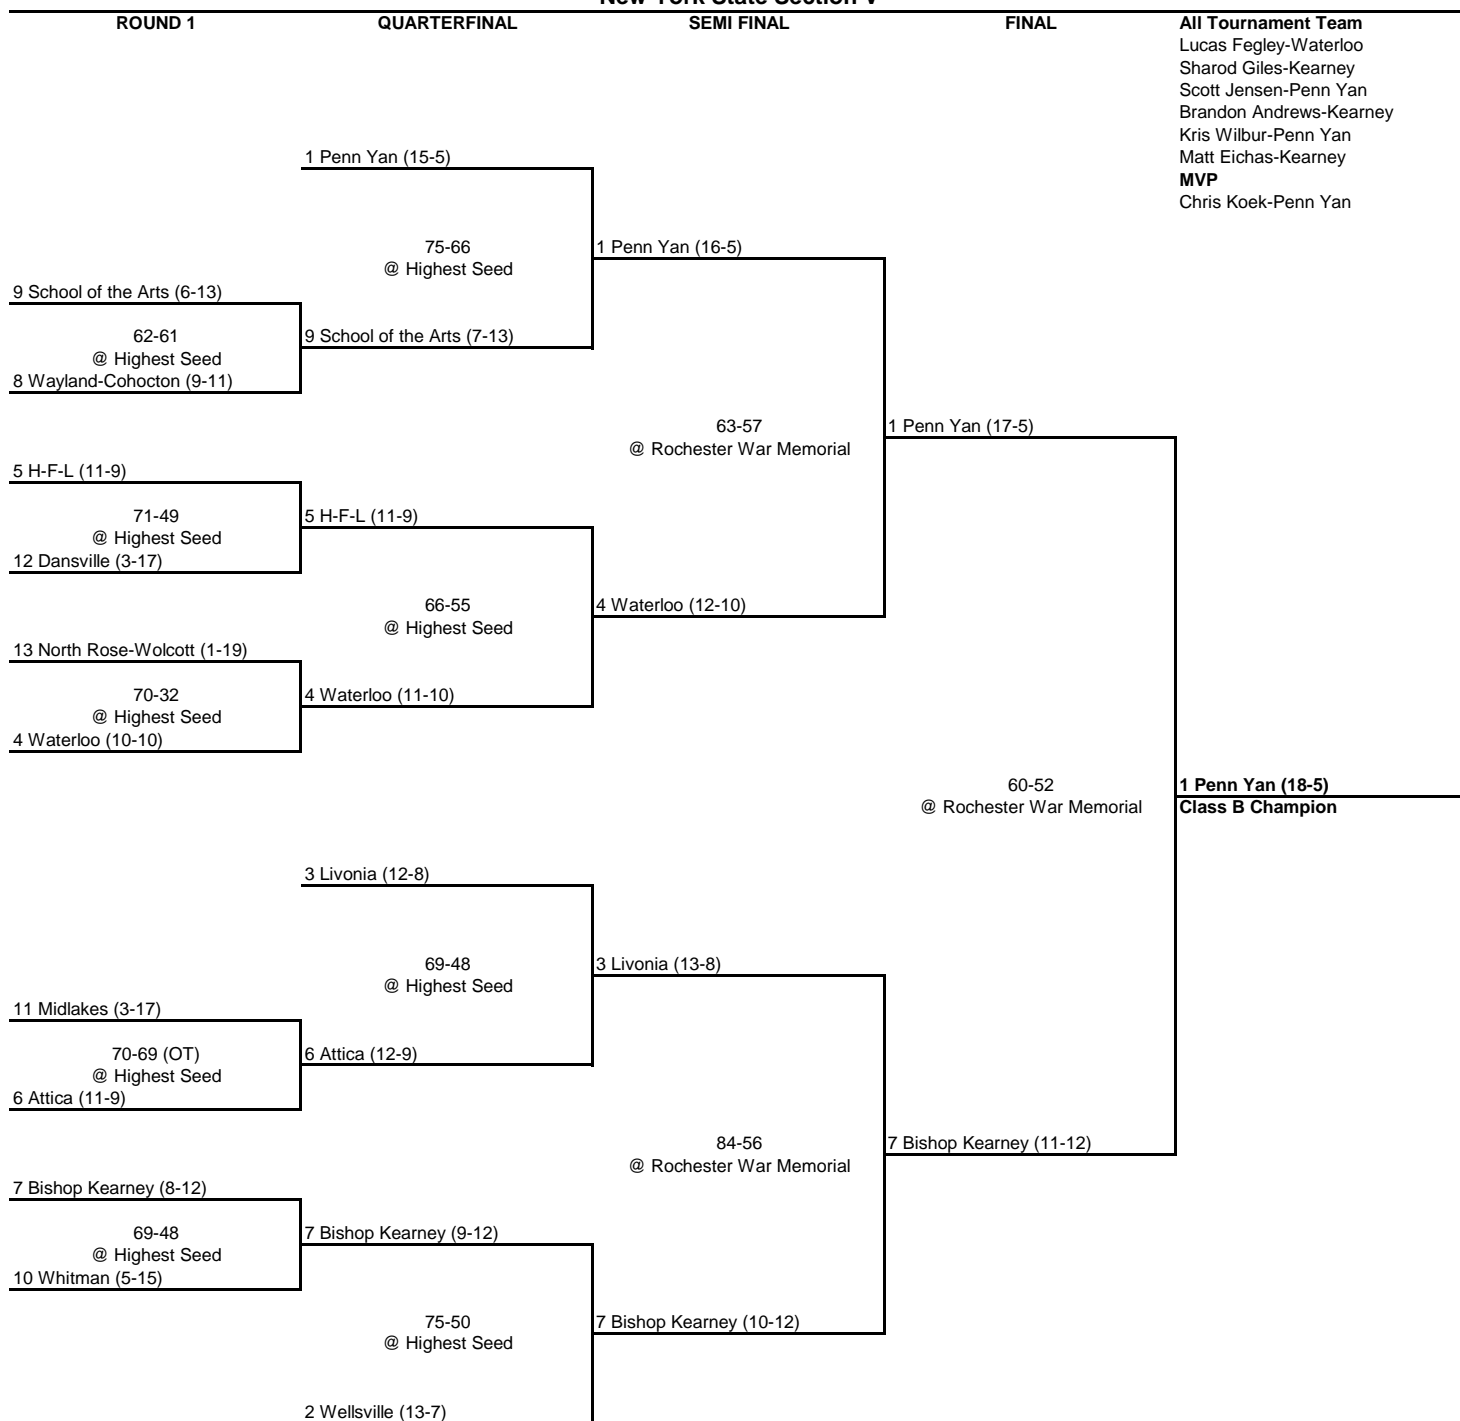 New York State Section V
ROUND 1 QUARTERFINAL SEMI FINAL FINAL All Tournament Team
Lucas Fegley-Waterloo
Sharod Giles-Kearney
Scott Jensen-Penn Yan
Brandon Andrews-Kearney
Kris Wilbur-Penn Yan
1 Penn Yan (15-5) Matt Eichas-Kearney
MVP
Chris Koek-Penn Yan
75-66 1 Penn Yan (16-5)
@ Highest Seed
9 School of the Arts (6-13)
62-61 9 School of the Arts (7-13)
@ Highest Seed
8 Wayland-Cohocton (9-11)
63-57 1 Penn Yan (17-5)
@ Rochester War Memorial
5 H-F-L (11-9)
71-49 5 H-F-L (11-9)
@ Highest Seed
12 Dansville (3-17)
66-55 4 Waterloo (12-10)
@ Highest Seed
13 North Rose-Wolcott (1-19)
70-32 4 Waterloo (11-10)
@ Highest Seed
4 Waterloo (10-10)
60-52 1 Penn Yan (18-5)
@ Rochester War Memorial Class B Champion
3 Livonia (12-8)
69-48 3 Livonia (13-8)
@ Highest Seed
11 Midlakes (3-17)
70-69 (OT) 6 Attica (12-9)
@ Highest Seed
6 Attica (11-9)
84-56 7 Bishop Kearney (11-12)
@ Rochester War Memorial
7 Bishop Kearney (8-12)
69-48 7 Bishop Kearney (9-12)
@ Highest Seed
10 Whitman (5-15)
75-50 7 Bishop Kearney (10-12)
@ Highest Seed
2 Wellsville (13-7)